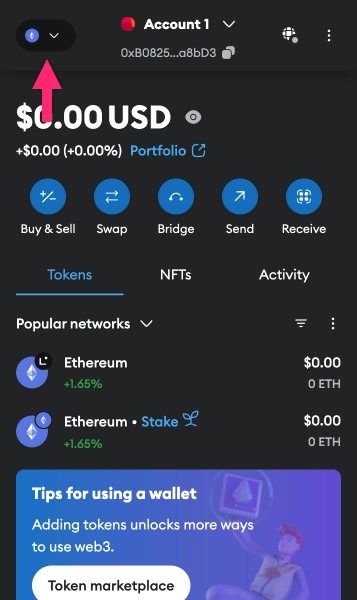 Account 1
0xB0825...a8bD3
$0.00 USD
+$0.00 (+0.00%) Portfolio
Buy & Sell Swap Bridge Send Receive
Tokens NFTs Activity
Popular networks
L
Ethereum $0.00
+1.65% 0 ETH
Ethereum • Stake $0.00
+1.65% 0 ETH
Tips for using a wallet
Adding tokens unlocks more ways
to use web3.
Token marketplace